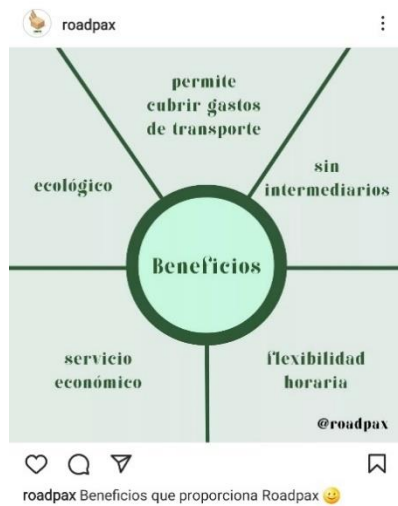 roadpax
permite
cubrir gastos
de transporte
ecológico
sin
intermediarios
Beneficios
servicio
económico
flexibilidad
horaria
@roadpax
roadpax Beneficios que proporciona Roadpax 🙂